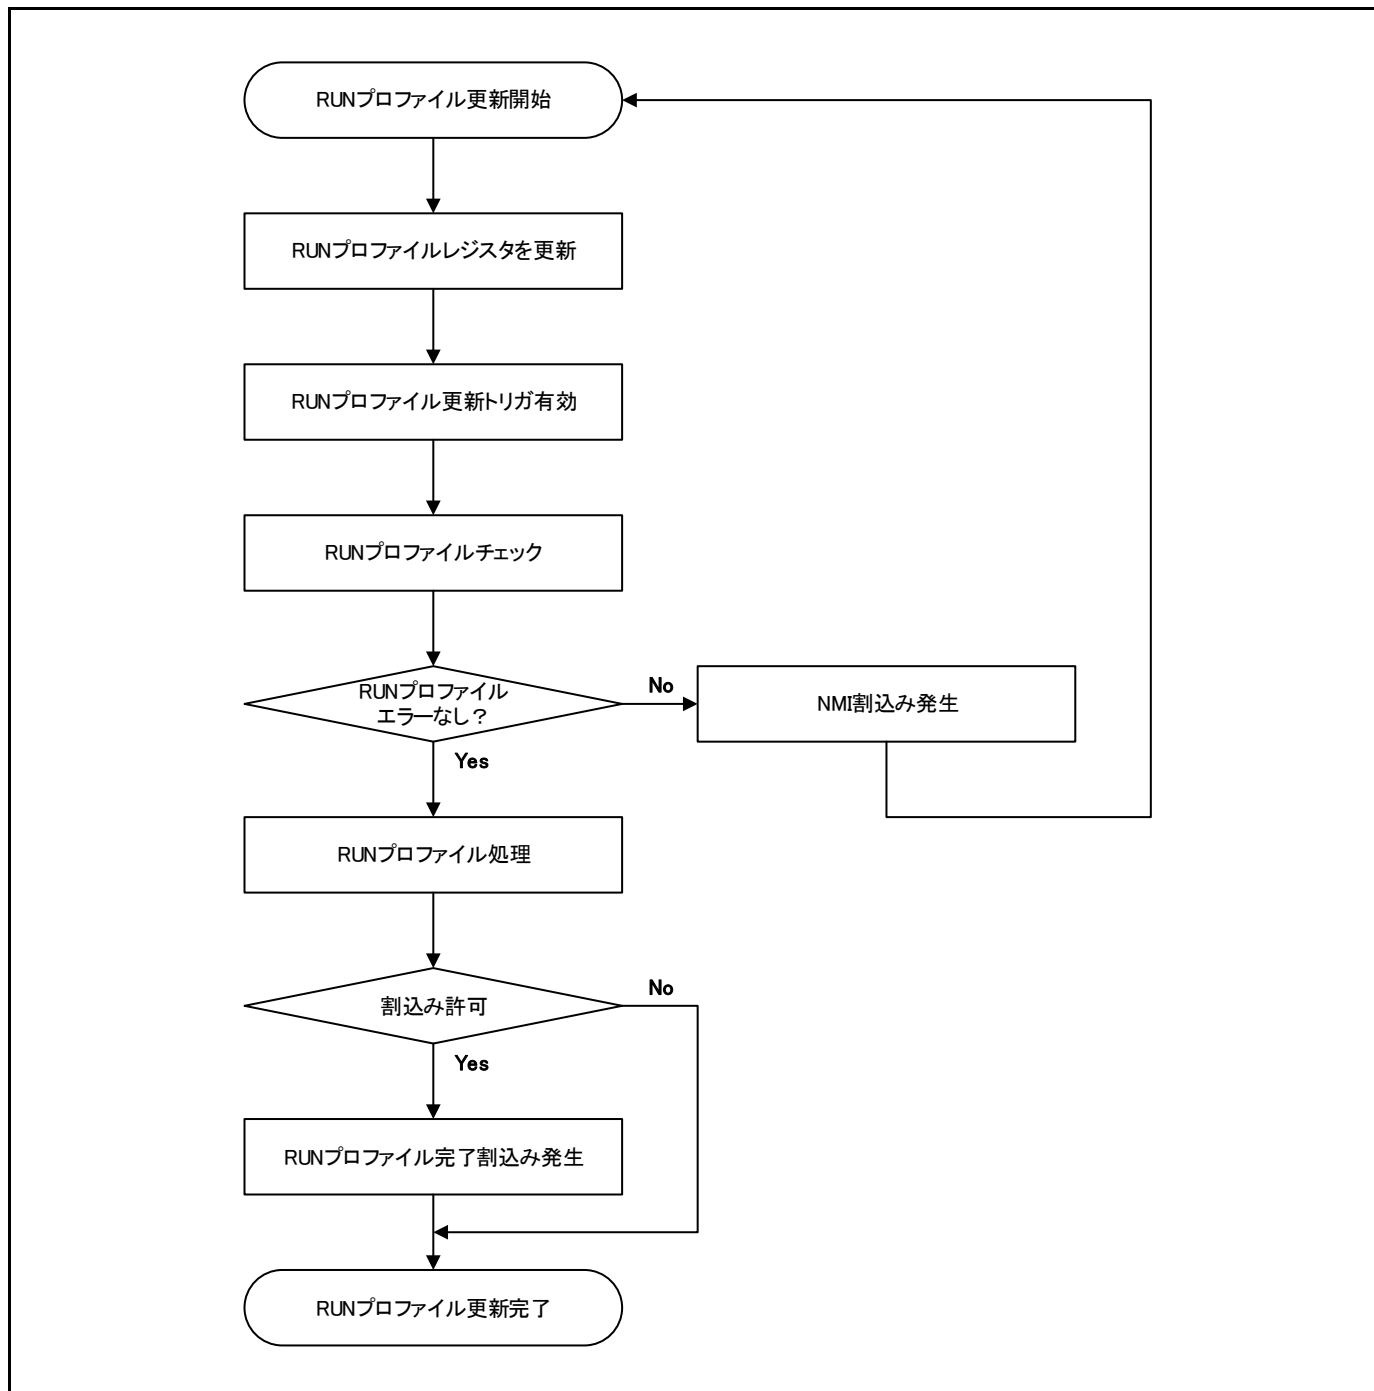 RUNプロファイル更新開始
RUNプロファイルレジスタを更新
RUNプロファイル更新トリガ有効
RUNプロファイルチェック
RUNプロファイル
エラーなし？
No
NMI割込み発生
Yes
RUNプロファイル処理
割込み許可
No
Yes
RUNプロファイル完了割込み発生
RUNプロファイル更新完了